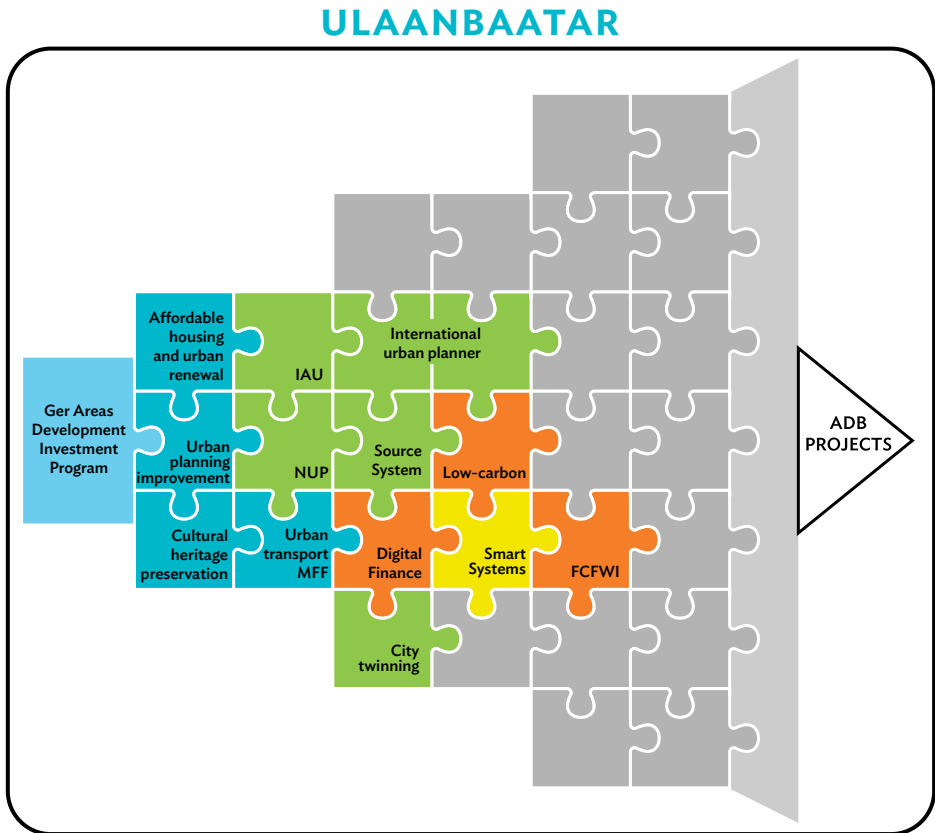 ULAANBAATAR
Affordable
housing
and urban
renewal
IAU
International
urban planner
Ger Areas
Development
Investment
Program
Urban
planning
improvement
NUP
Source
System
Low-carbon
ADB
PROJECTS
Cultural
heritage
preservation
Urban
transport
MFF
Digital
Finance
Smart
Systems
FCFWI
City
twinning